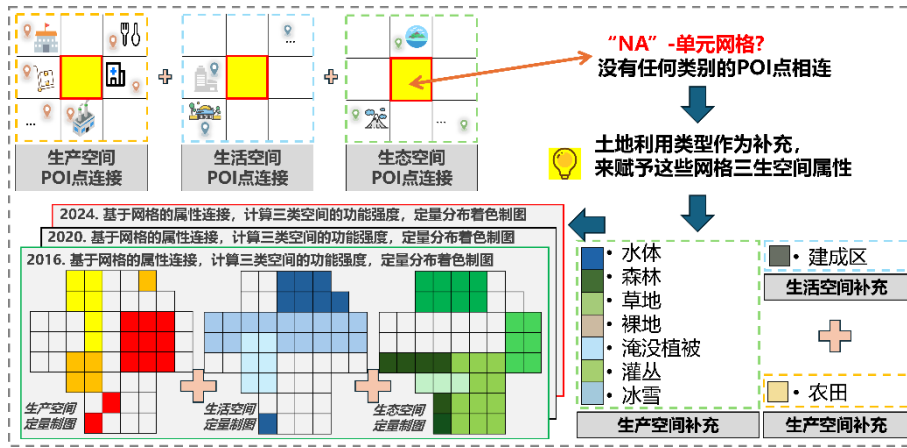 ...
...
...
生产空间
POI点连接
生活空间
POI点连接
生态空间
POI点连接
“NA”-单元网格?
没有任何类别的POI点相连
土地利用类型作为补充,
来赋予这些网格三生空间属性
2024. 基于网格的属性连接,计算三类空间的功能强度,定量分布着色制图
2020. 基于网格的属性连接,计算三类空间的功能强度,定量分布着色制图
2016. 基于网格的属性连接,计算三类空间的功能强度,定量分布着色制图
生产空间
定量制图
生活空间
定量制图
生态空间
定量制图
• 水体
• 森林
• 草地
• 裸地
• 淹没植被
• 灌丛
• 冰雪
生产空间补充
• 建成区
生活空间补充
• 农田
生产空间补充